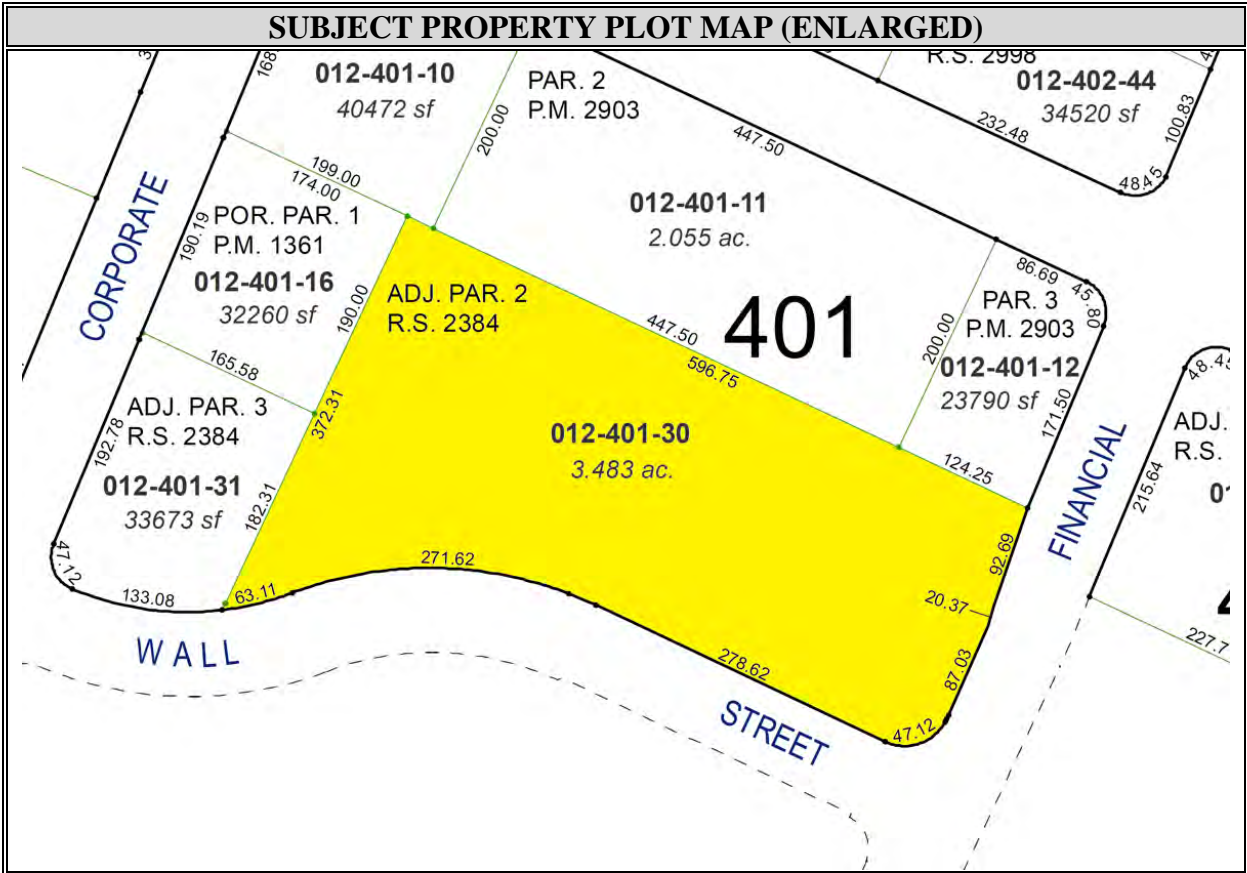 SUBJECT PROPERTY PLOT MAP (ENLARGED)
168.
012-401-10
40472 sf
PAR. 2
P.M. 2903
200.00
447.50
R.S. 2998
012-402-44
34520 sf
232.48
100.83
48.45
199.00
174.00
CORPORATE
190.19
POR. PAR. 1
P.M. 1361
012-401-16
32260 sf
190.00
012-401-11
2.055 ac.
401
86.69
45.80
PAR. 3
P.M. 2903
200.00
012-401-12
23790 sf
171.50
ADJ. PAR. 2
R.S. 2384
447.50
596.75
165.58
372.31
ADJ. PAR. 3
R.S. 2384
192.78
012-401-31
33673 sf
182.31
012-401-30
3.483 ac.
124.25
FINANCIAL
48.45
ADJ.
R.S.
215.64
47.12
133.08
63.11
271.62
92.69
20.37
87.03
227.7
WALL
278.62
STREET
47.12